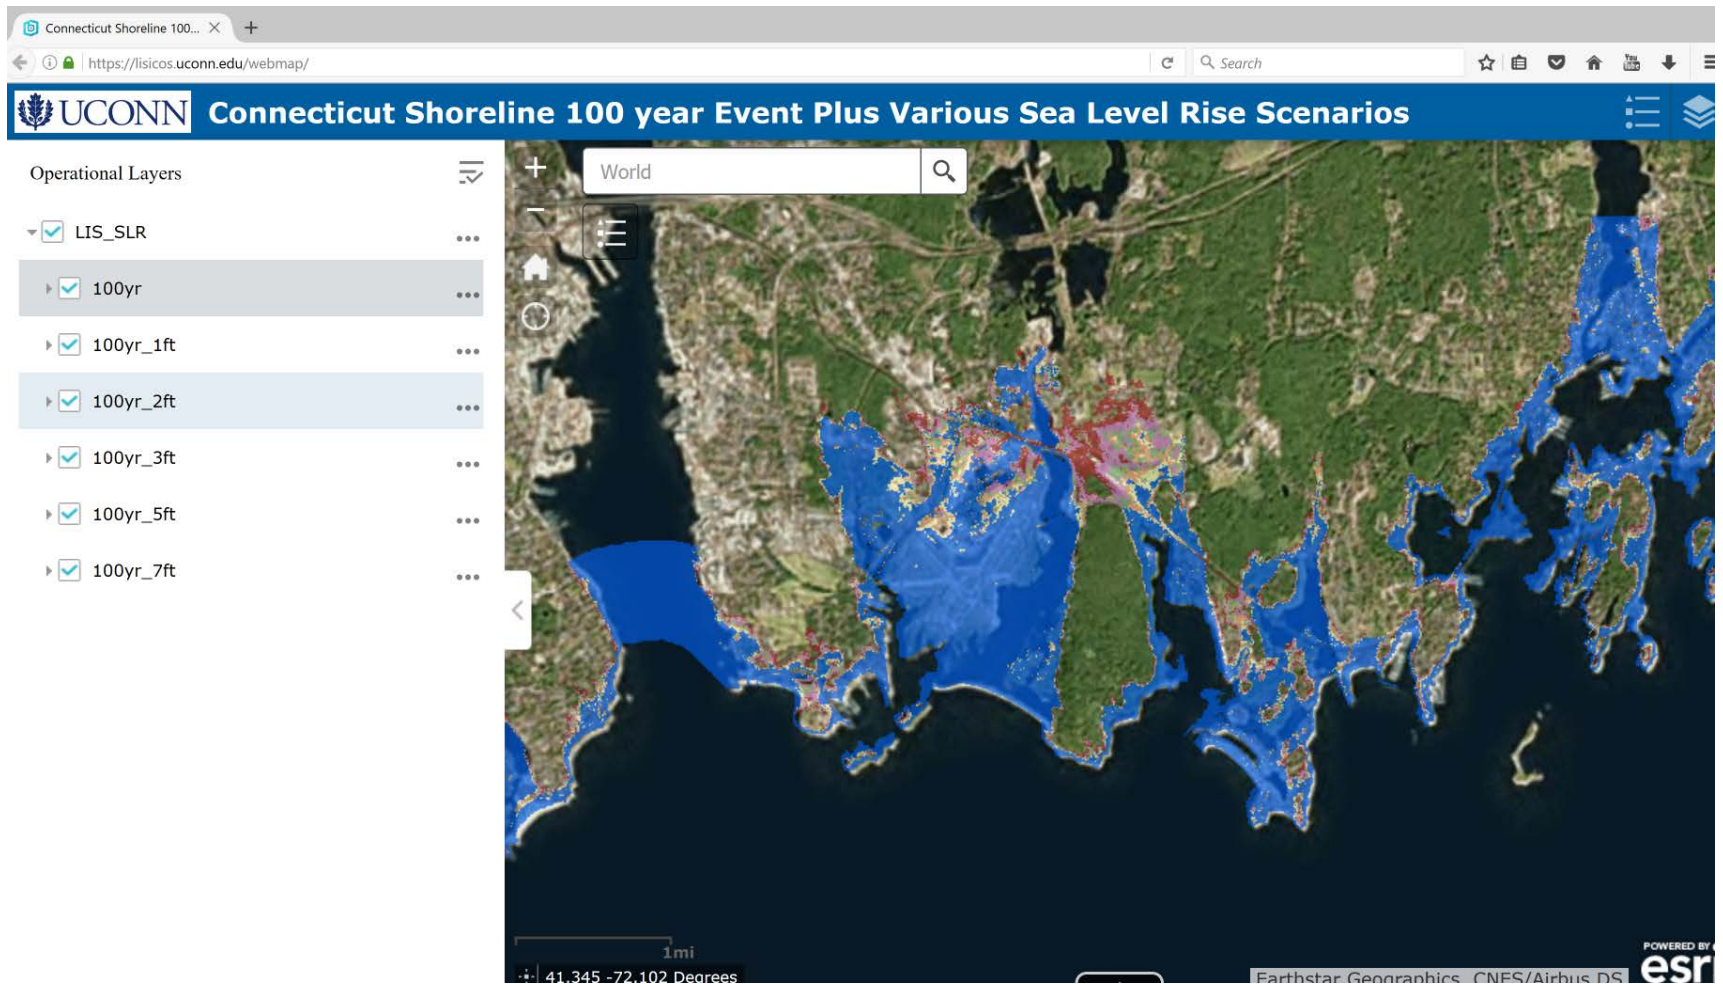 Connecticut Shoreline 100...
https://lisicos.uconn.edu/webmap/
Search
You
Tube
UCONN
Connecticut Shoreline 100 year Event Plus Various Sea Level Rise Scenarios
Operational Layers
World
LIS_SLR
100yr
100yr_1ft
100yr_2ft
100yr_3ft
100yr_5ft
100yr_7ft
1mi
41.345 -72.102 Degrees
Earthstar Geographics, CNES/Airbus DS
POWERED BY
esri